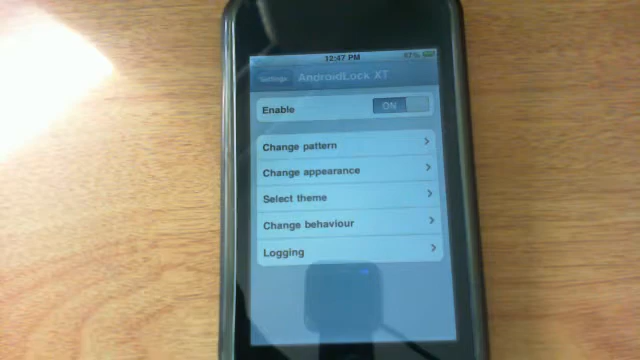 12:47 PM
Settings
AndroidLock XT
Enable
ON
Change pattern
Change appearance
Select theme
Change behaviour
Logging